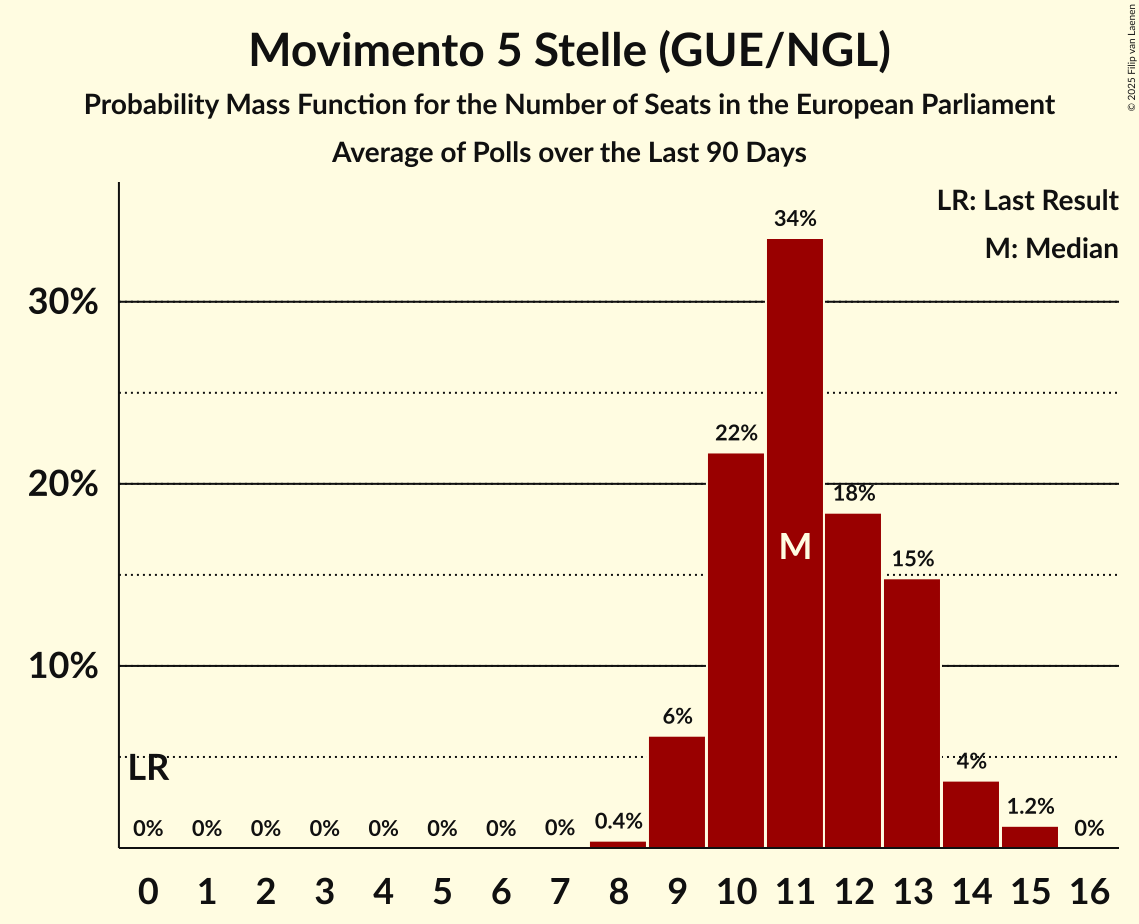 Movimento 5 Stelle (GUE/NGL)
Probability Mass Function for the Number of Seats in the European Parliament
Average of Polls over the Last 90 Days
© 2025 Filip van Laenen
LR: Last Result
M: Median
34%
30%
22%
20%
18%
15%
M
10%
6%
LR
4%
0% 0% 0% 0% 0% 0% 0% 0% 0.4% 1.2% 0%
0 1 2 3 4 5 6 7 8 9 10 11 12 13 14 15 16